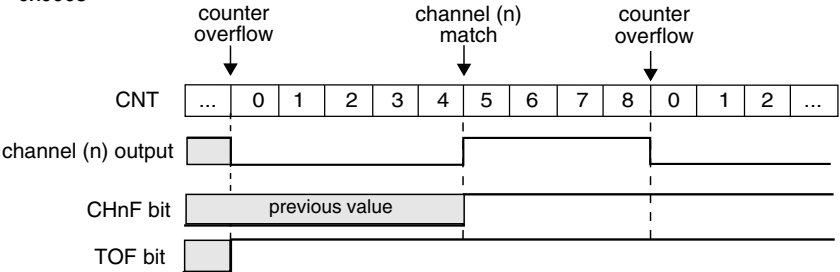 counter overflow
channel (n) match
counter overflow
CNT ... 0 1 2 3 4 5 6 7 8 0 1 2 ...
channel (n) output
CHnF bit previous value
TOF bit